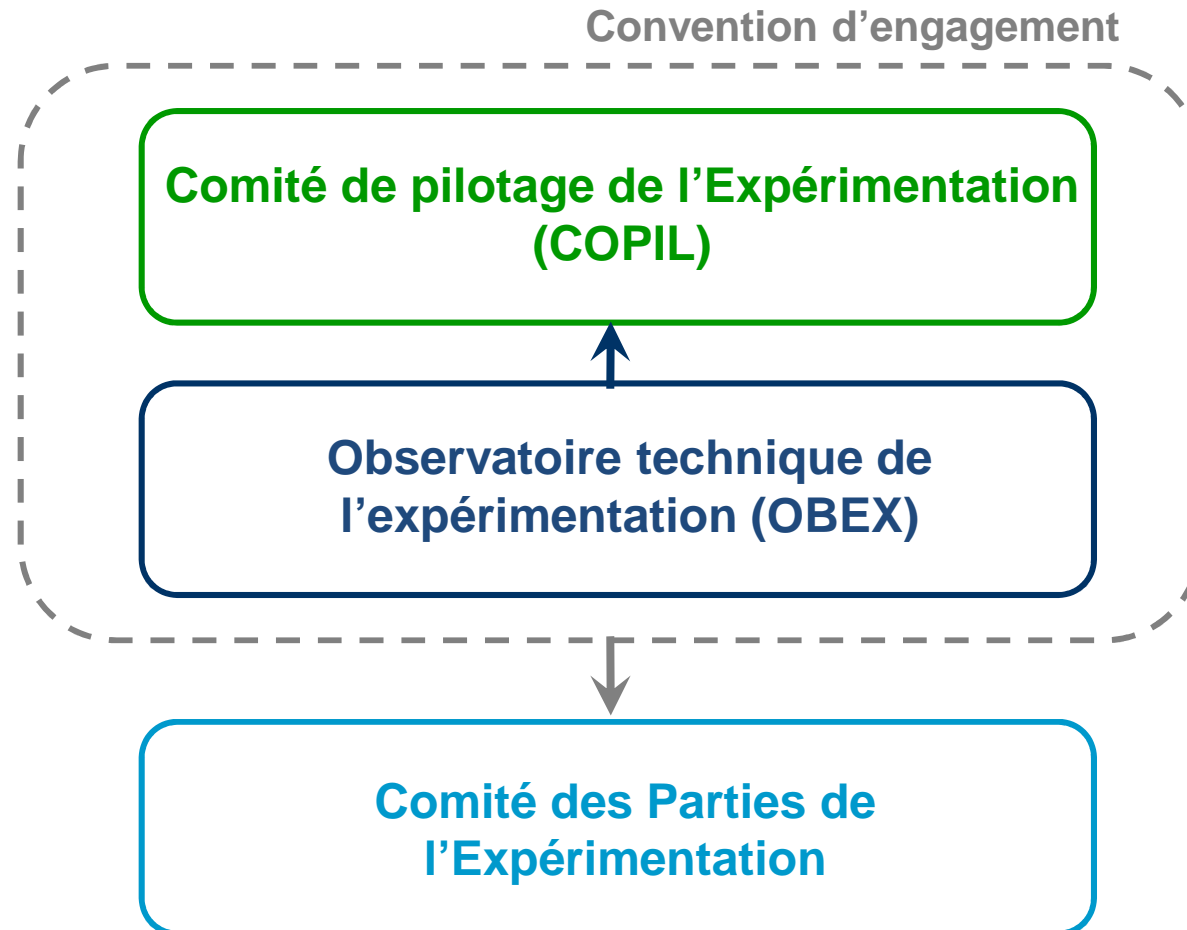 Convention d’engagement
Comité de pilotage de l’Expérimentation
(COPIL)
Observatoire technique de
l’expérimentation (OBEX)
Comité des Parties de
l’Expérimentation